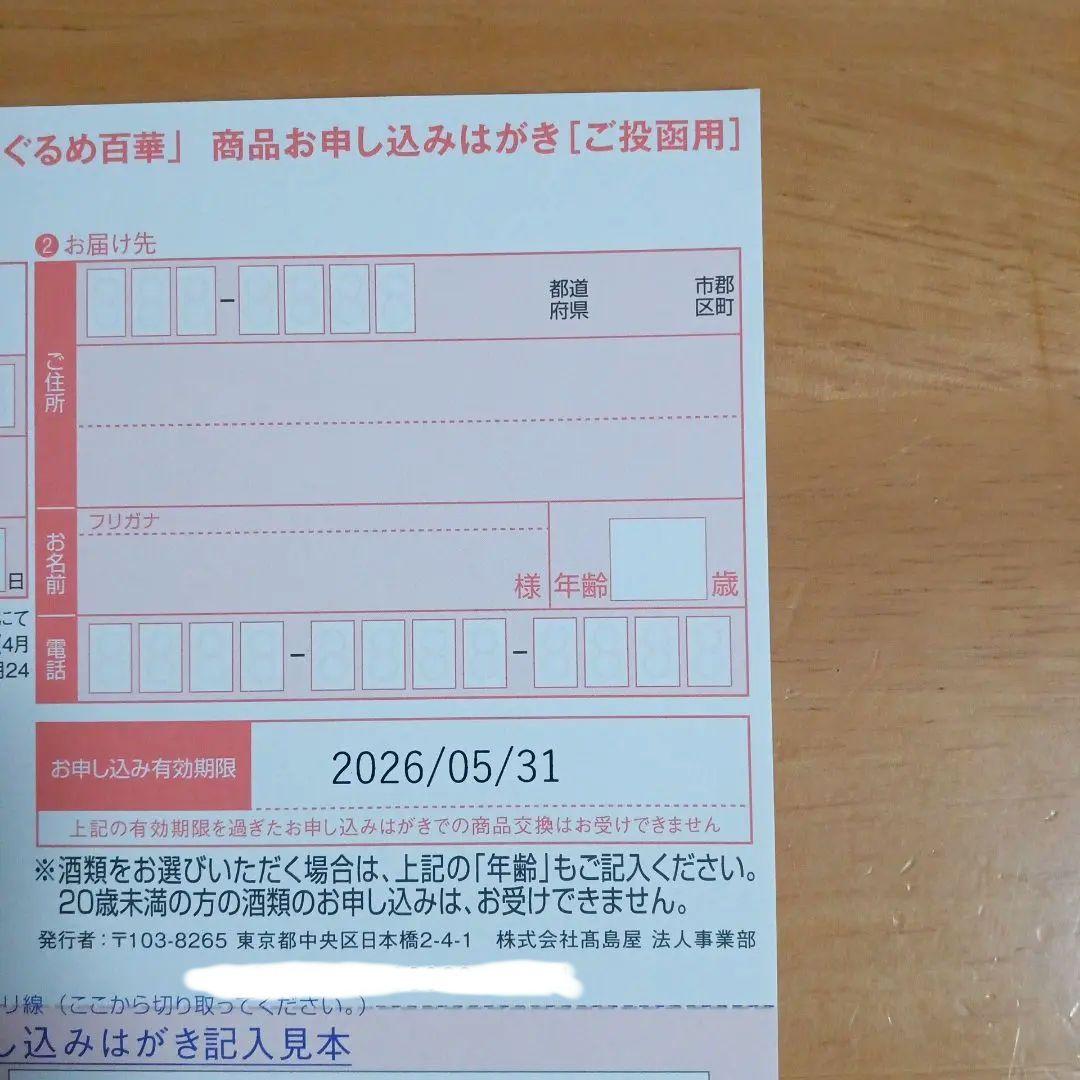 ぐるめ百華」 商品お申し込みはがき[ご投函用]
❷お届け先
ご住所
都道府県
市郡区町
お名前
フリガナ
様
年齢
歳
電話
日
にて
4月
月24
お申し込み有効期限
2026/05/31
上記の有効期限を過ぎたお申し込みはがきでの商品交換はお受けできません
※酒類をお選びいただく場合は、上記の「年齢」もご記入ください。
20歳未満の方の酒類のお申し込みは、お受けできません。
発行者:〒103-8265 東京都中央区日本橋2-4-1 株式会社髙島屋 法人事業部
リ線(ここから切り取ってください。)
し込みはがき記入見本